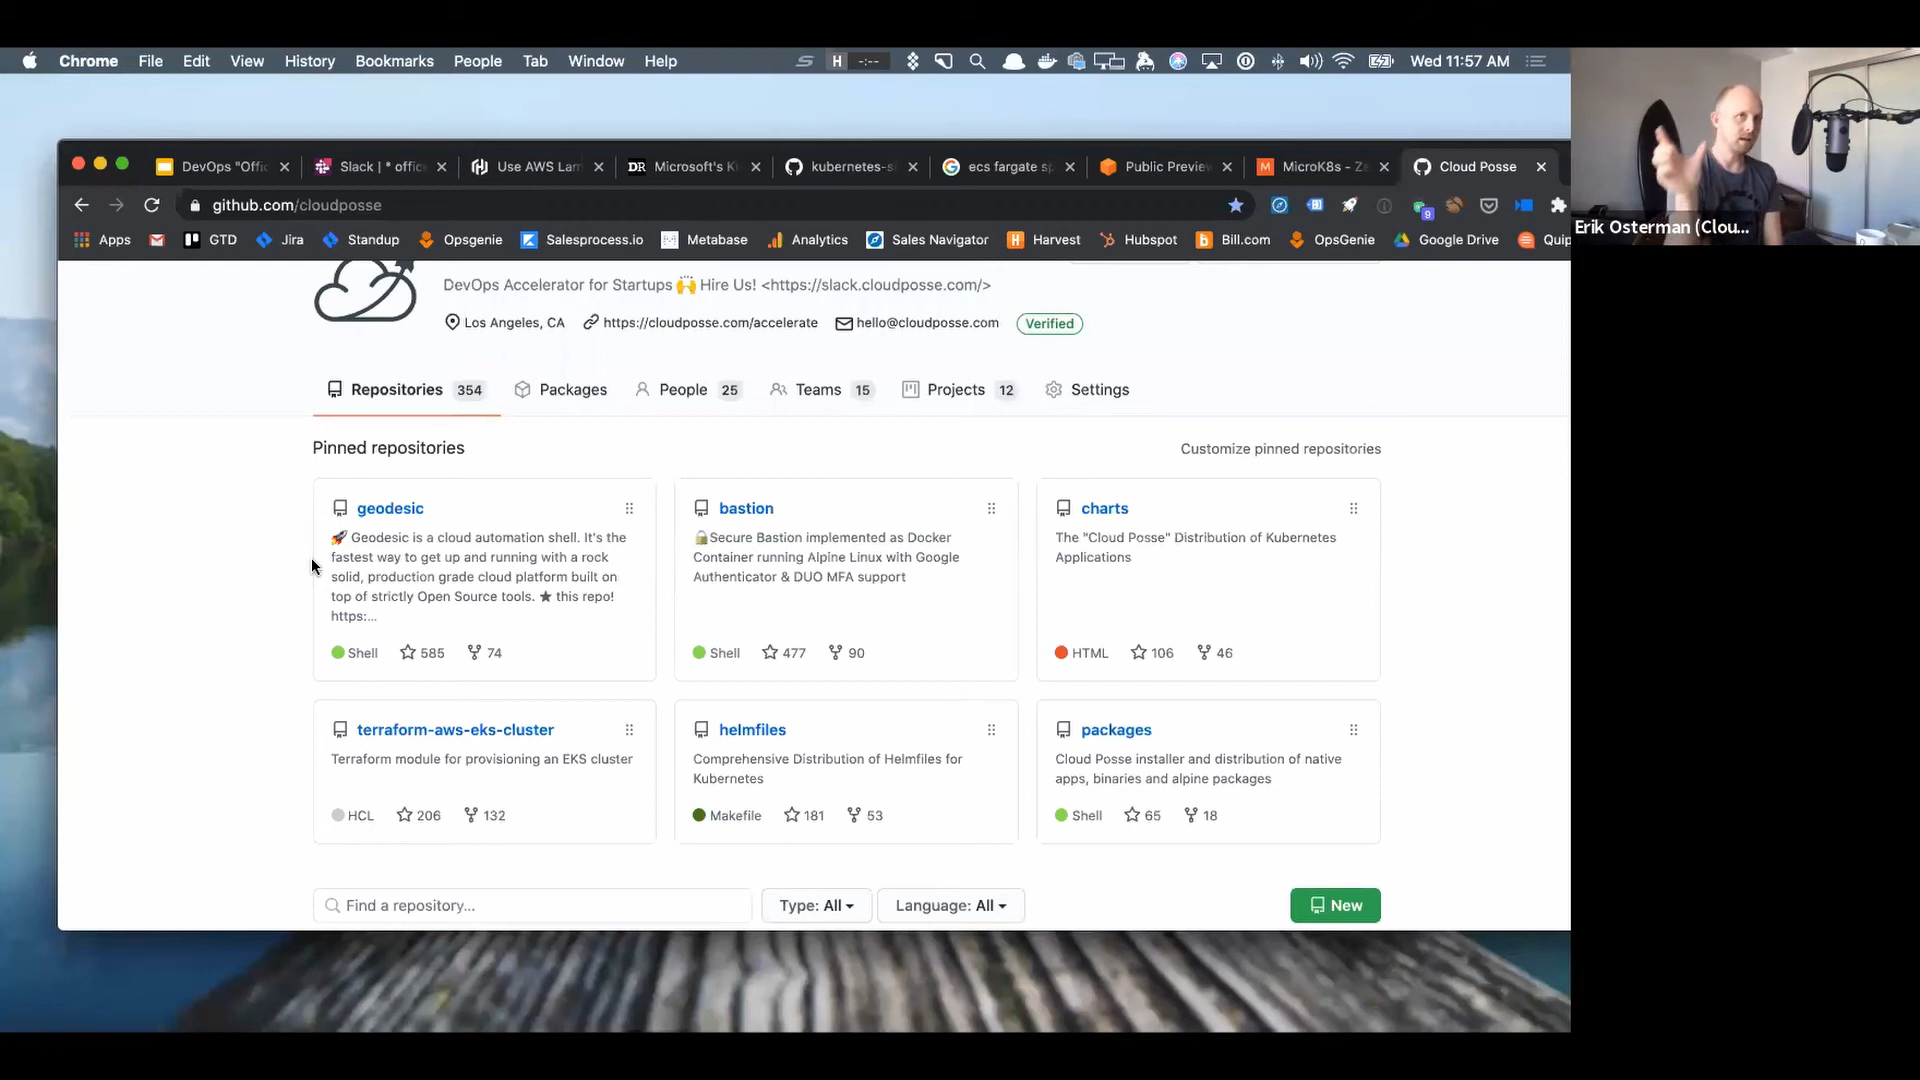 Chrome File Edit View History Bookmarks People Tab Window Help H -:-- Wed 11:57 AM
DevOps "Offic Slack | * offic Use AWS Lam DR Microsoft's K kubernetes-s ecs fargate sp Public Preview MicroK8s - Ze Cloud Posse
github.com/cloudposse 9
Apps GTD Jira Standup Opsgenie Salesprocess.io Metabase Analytics Sales Navigator Harvest Hubspot Bill.com OpsGenie Google Drive Quip
Erik Osterman (Clou...
DevOps Accelerator for Startups 🙌 Hire Us! <https://slack.cloudposse.com/>
Los Angeles, CA https://cloudposse.com/accelerate hello@cloudposse.com Verified
Repositories 354 Packages People 25 Teams 15 Projects 12 Settings
Pinned repositories Customize pinned repositories
geodesic
🚀 Geodesic is a cloud automation shell. It's the
fastest way to get up and running with a rock
solid, production grade cloud platform built on
top of strictly Open Source tools. ★ this repo!
https:...
Shell 585 74
bastion
🔒Secure Bastion implemented as Docker
Container running Alpine Linux with Google
Authenticator & DUO MFA support
Shell 477 90
charts
The "Cloud Posse" Distribution of Kubernetes
Applications
HTML 106 46
terraform-aws-eks-cluster
Terraform module for provisioning an EKS cluster
HCL 206 132
helmfiles
Comprehensive Distribution of Helmfiles for
Kubernetes
Makefile 181 53
packages
Cloud Posse installer and distribution of native
apps, binaries and alpine packages
Shell 65 18
Find a repository... Type: All Language: All New